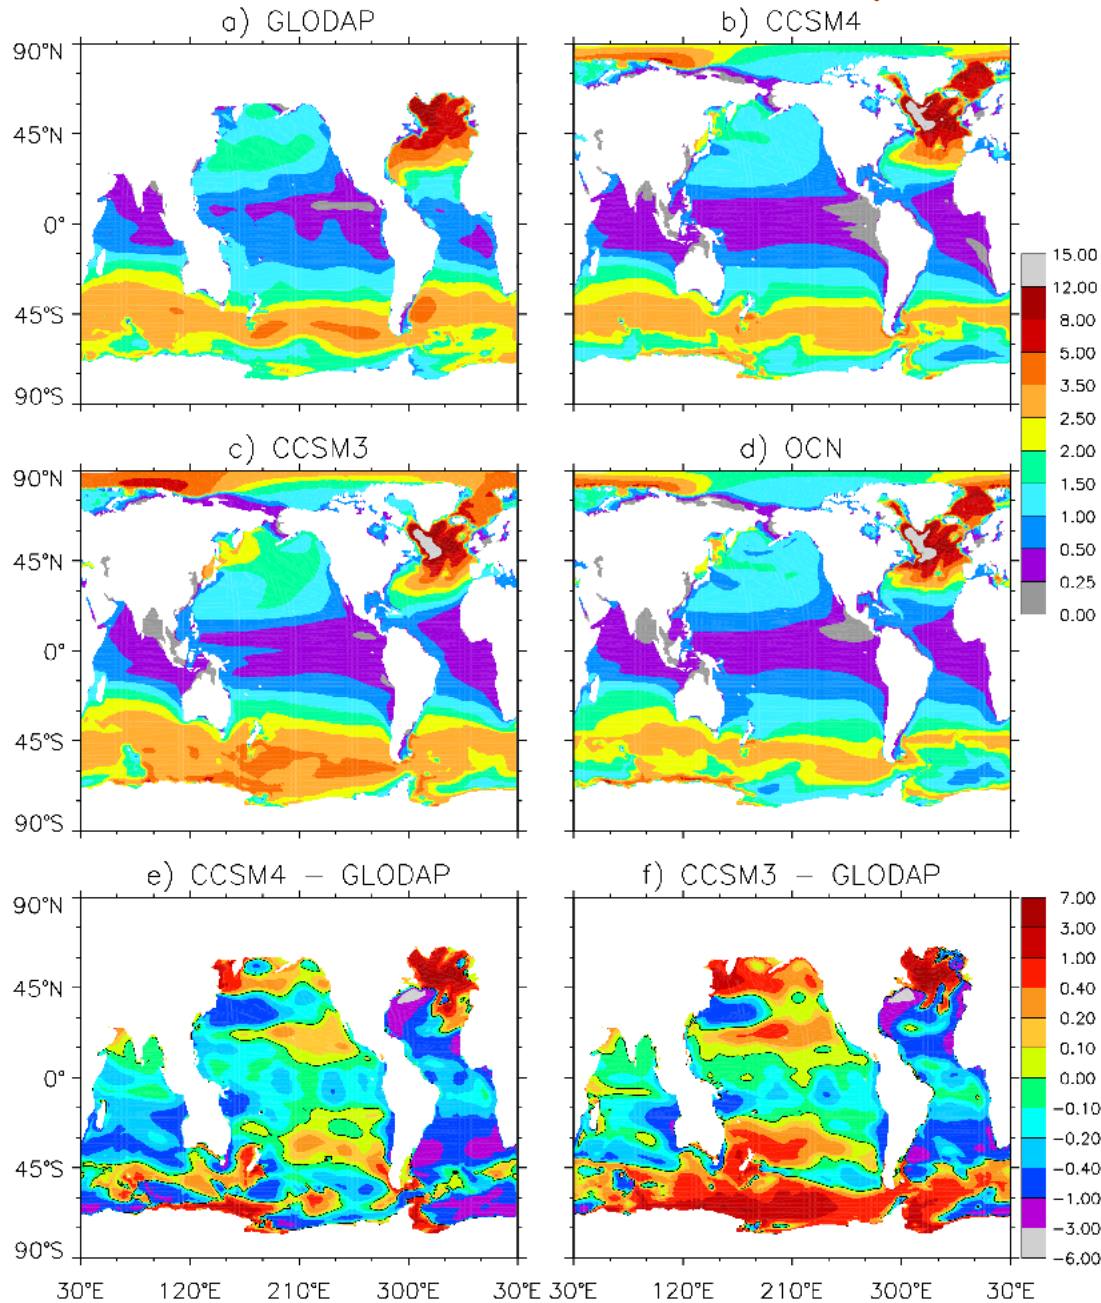 a) GLODAP
b) CCSM4
90°N
45°N
0°
45°S
90°S
15.00
12.00
8.00
5.00
3.50
2.50
2.00
1.50
1.00
0.50
0.25
0.00
c) CCSM3
d) OCN
90°N
45°N
0°
45°S
90°S
e) CCSM4 – GLODAP
f) CCSM3 – GLODAP
90°N
45°N
0°
45°S
90°S
7.00
3.00
1.00
0.40
0.20
0.10
0.00
−0.10
−0.20
−0.40
−1.00
−3.00
−6.00
30°E 120°E 210°E 300°E 30°E 120°E 210°E 300°E 30°E